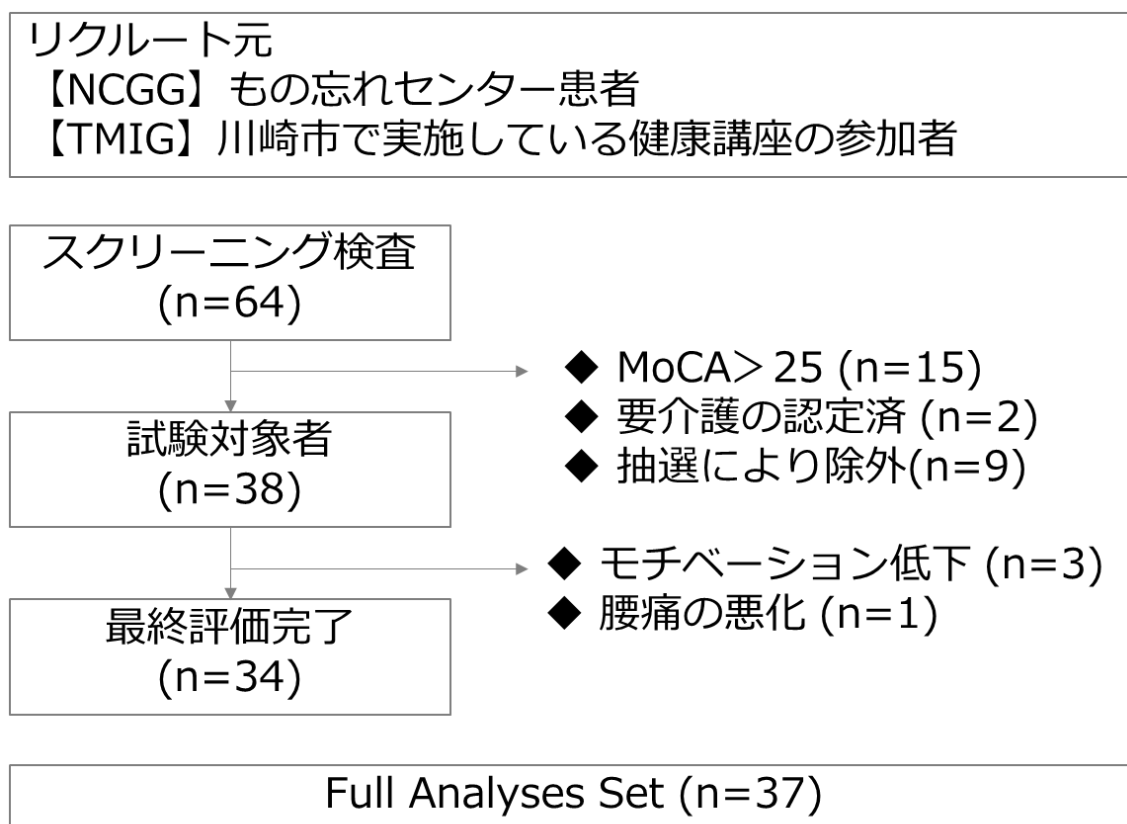 リクルート元
【NCGG】もの忘れセンター患者
【TMIG】川崎市で実施している健康講座の参加者
スクリーニング検査
(n=64)
◆ MoCA＞25 (n=15)
◆ 要介護の認定済 (n=2)
◆ 抽選により除外(n=9)
試験対象者
(n=38)
◆ モチベーション低下 (n=3)
◆ 腰痛の悪化 (n=1)
最終評価完了
(n=34)
Full Analyses Set (n=37)